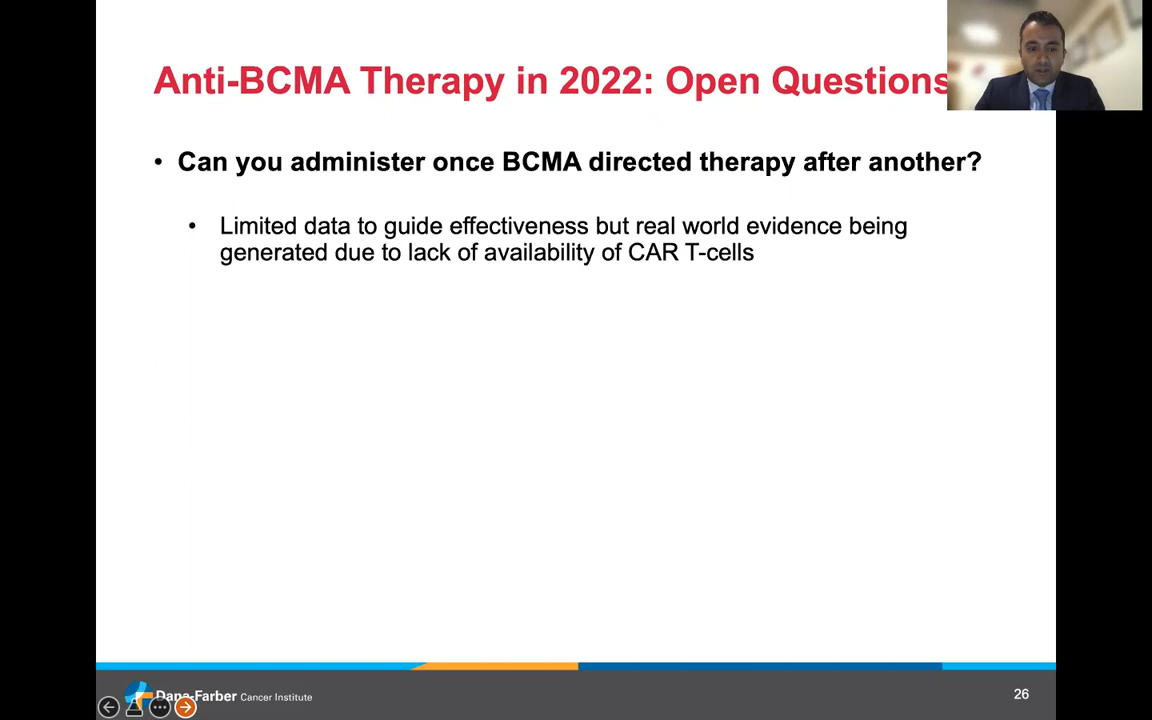 Anti-BCMA Therapy in 2022: Open Questions
• Can you administer once BCMA directed therapy after another?
• Limited data to guide effectiveness but real world evidence being
generated due to lack of availability of CAR T-cells
Dana-Farber Cancer Institute
26